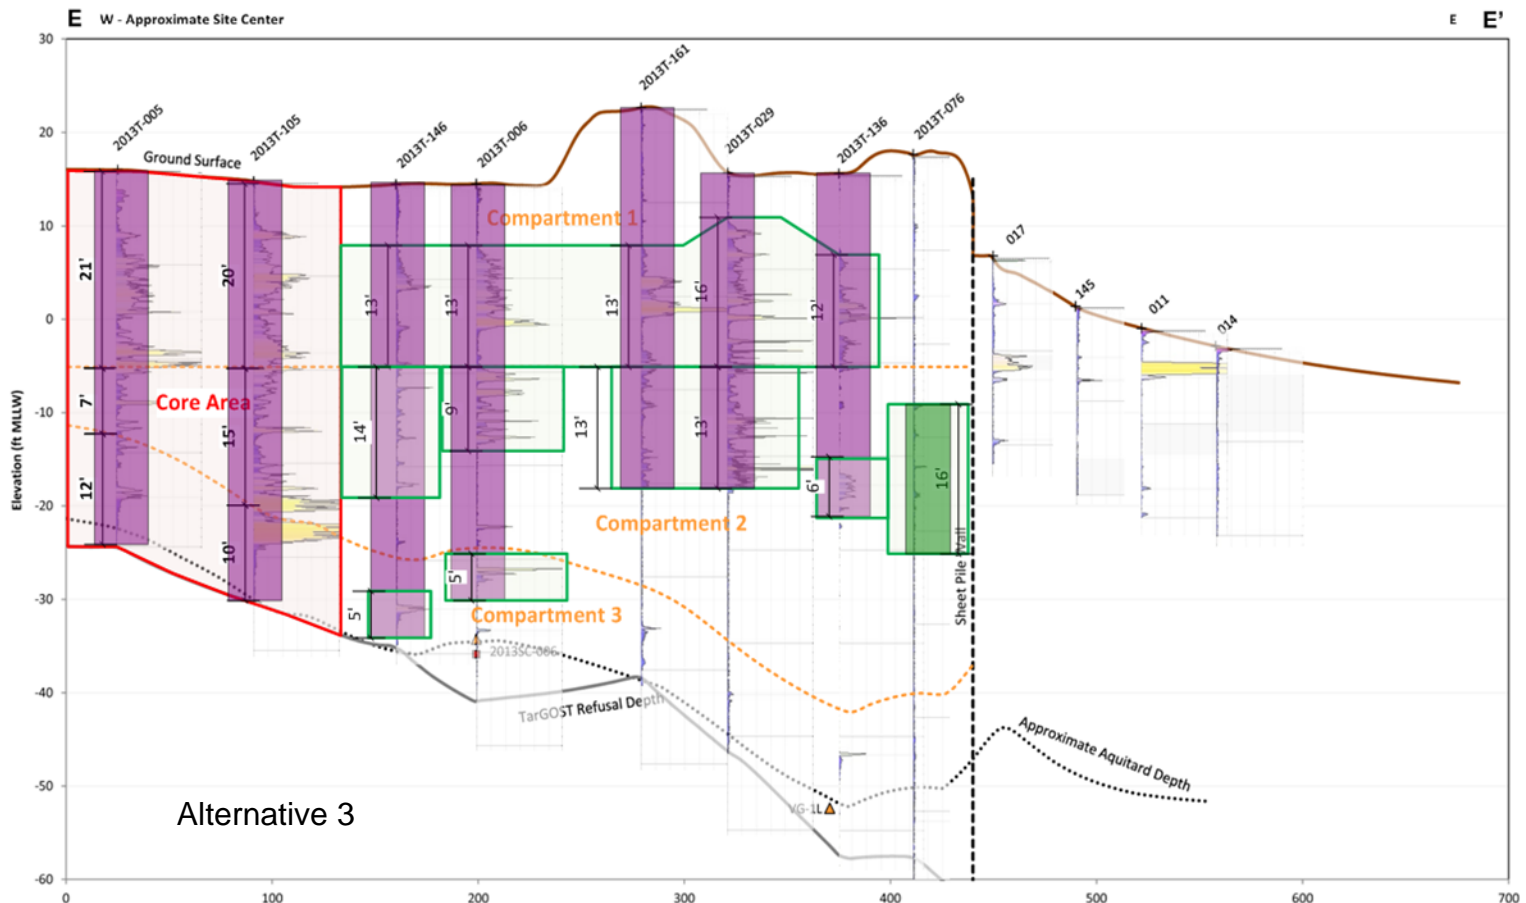 E W - Approximate Site Center E E'
30
20
10
0
-10
-20
-30
-40
-50
-60
Elevation (ft MLLW)
0 100 200 300 400 500 600 700
2013T-005
2013T-105
2013T-146
2013T-006
2013T-161
2013T-029
2013T-136
2013T-076
017
145
011
014
Ground Surface
Compartment 1
21'
20'
13'
13'
13'
16'
12'
Core Area
7'
15'
14'
9'
13'
13'
6'
16'
12'
10'
Compartment 2
5'
5'
Compartment 3
Sheet Pile Wall
2013SC-086
TarGOST Refusal Depth
Approximate Aquitard Depth
VG-1L
Alternative 3